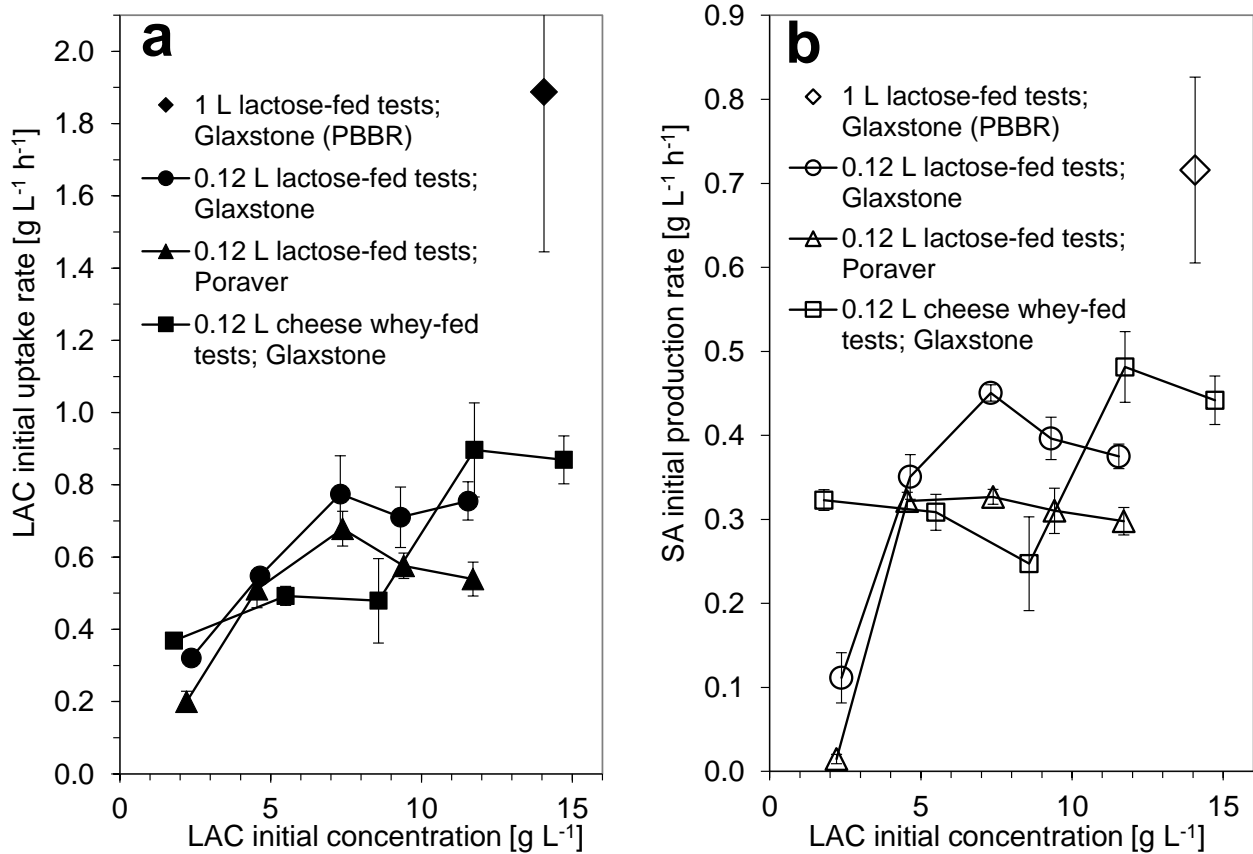 a
LAC initial uptake rate [g L-1 h-1]
2.0
1.8
1.6
1.4
1.2
1.0
0.8
0.6
0.4
0.2
0.0
1 L lactose-fed tests;
Glaxstone (PBBR)
0.12 L lactose-fed tests;
Glaxstone
0.12 L lactose-fed tests;
Poraver
0.12 L cheese whey-fed
tests; Glaxstone
0 5 10 15
LAC initial concentration [g L-1]
b
SA initial production rate [g L-1 h-1]
0.9
0.8
0.7
0.6
0.5
0.4
0.3
0.2
0.1
0.0
1 L lactose-fed tests;
Glaxstone (PBBR)
0.12 L lactose-fed tests;
Glaxstone
0.12 L lactose-fed tests;
Poraver
0.12 L cheese whey-fed
tests; Glaxstone
0 5 10 15
LAC initial concentration [g L-1]